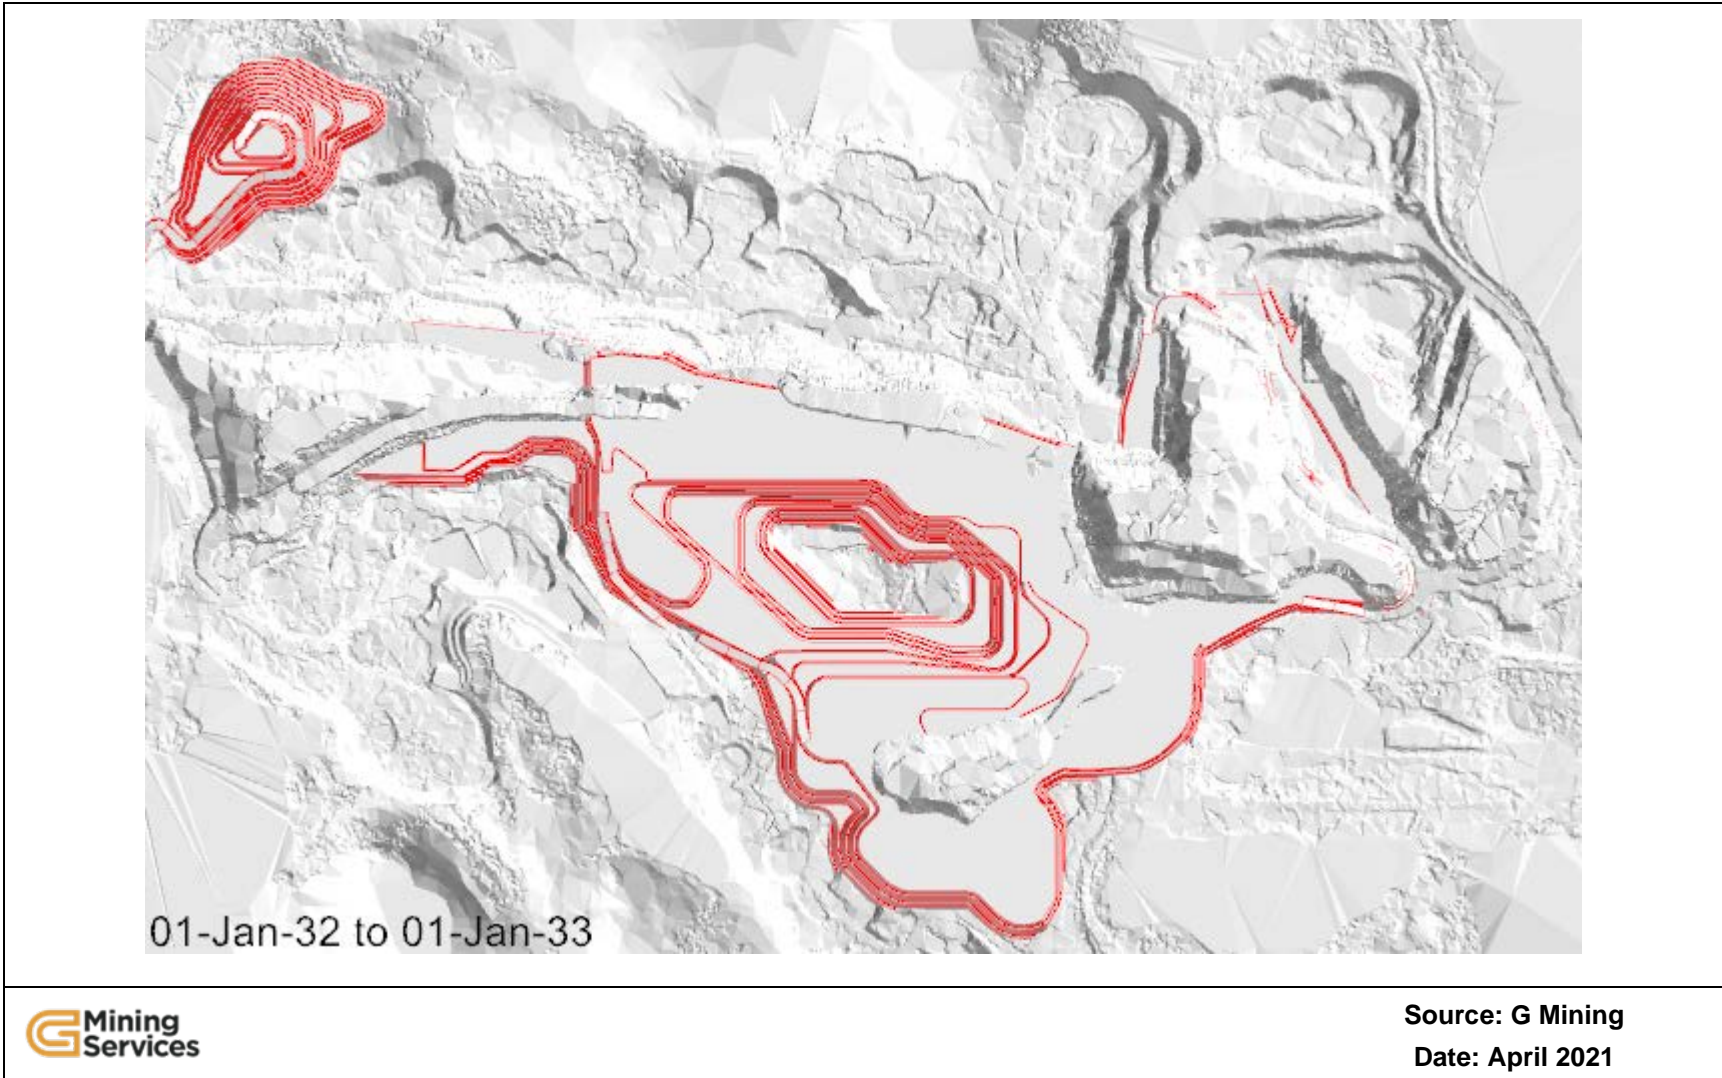 01-Jan-32 to 01-Jan-33
Mining
Services
Source: G Mining
Date: April 2021